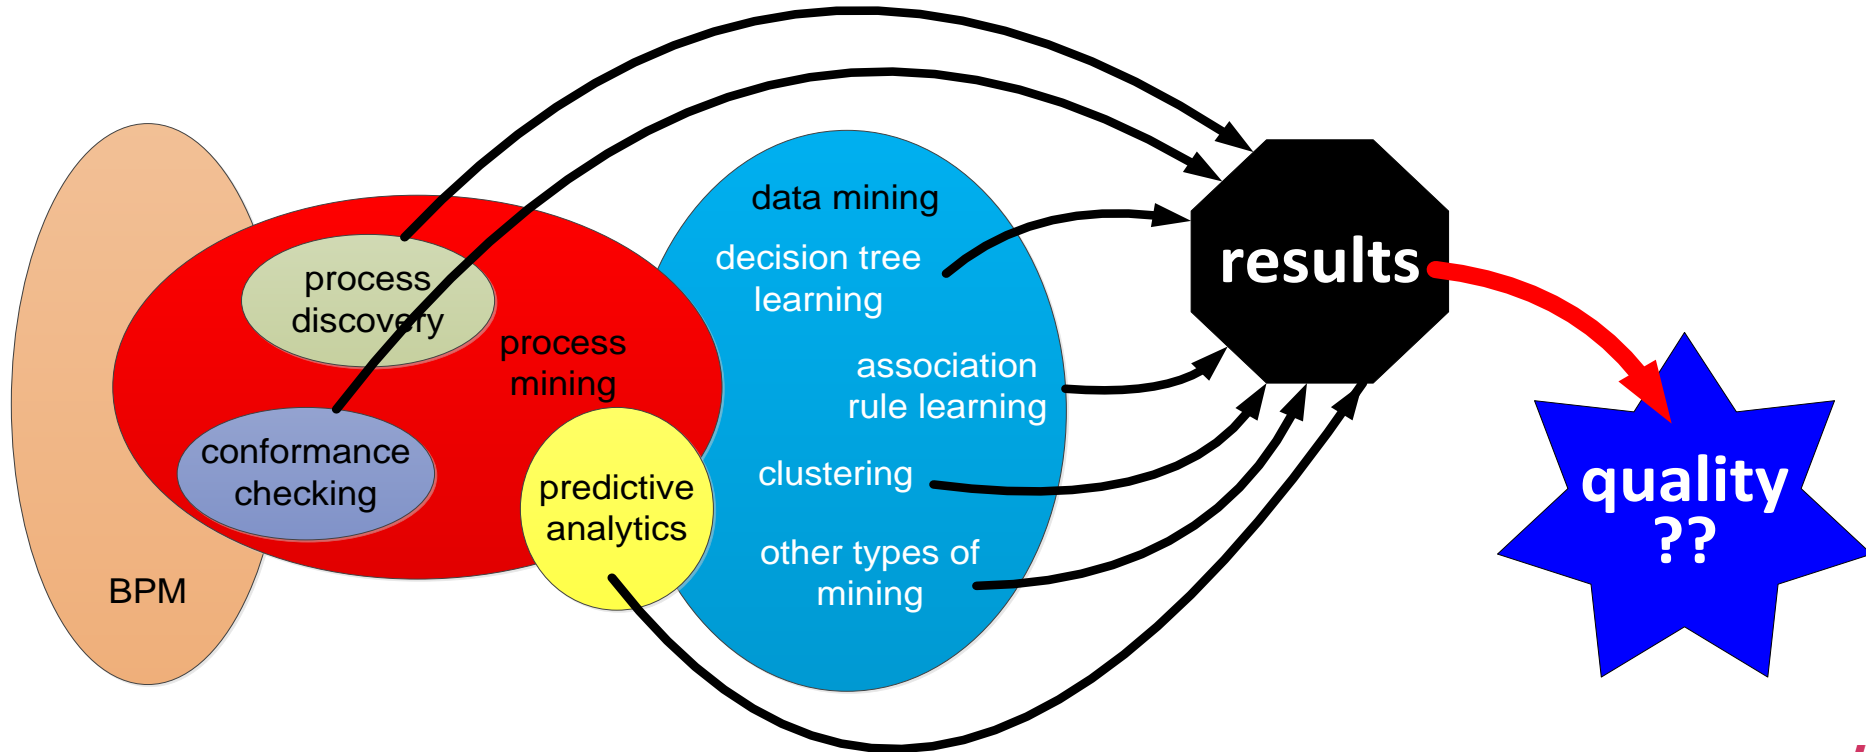 process
discovery
process
mining
conformance
checking
predictive
analytics
BPM
data mining
decision tree
learning
association
rule learning
clustering
other types of
mining
results
quality
??